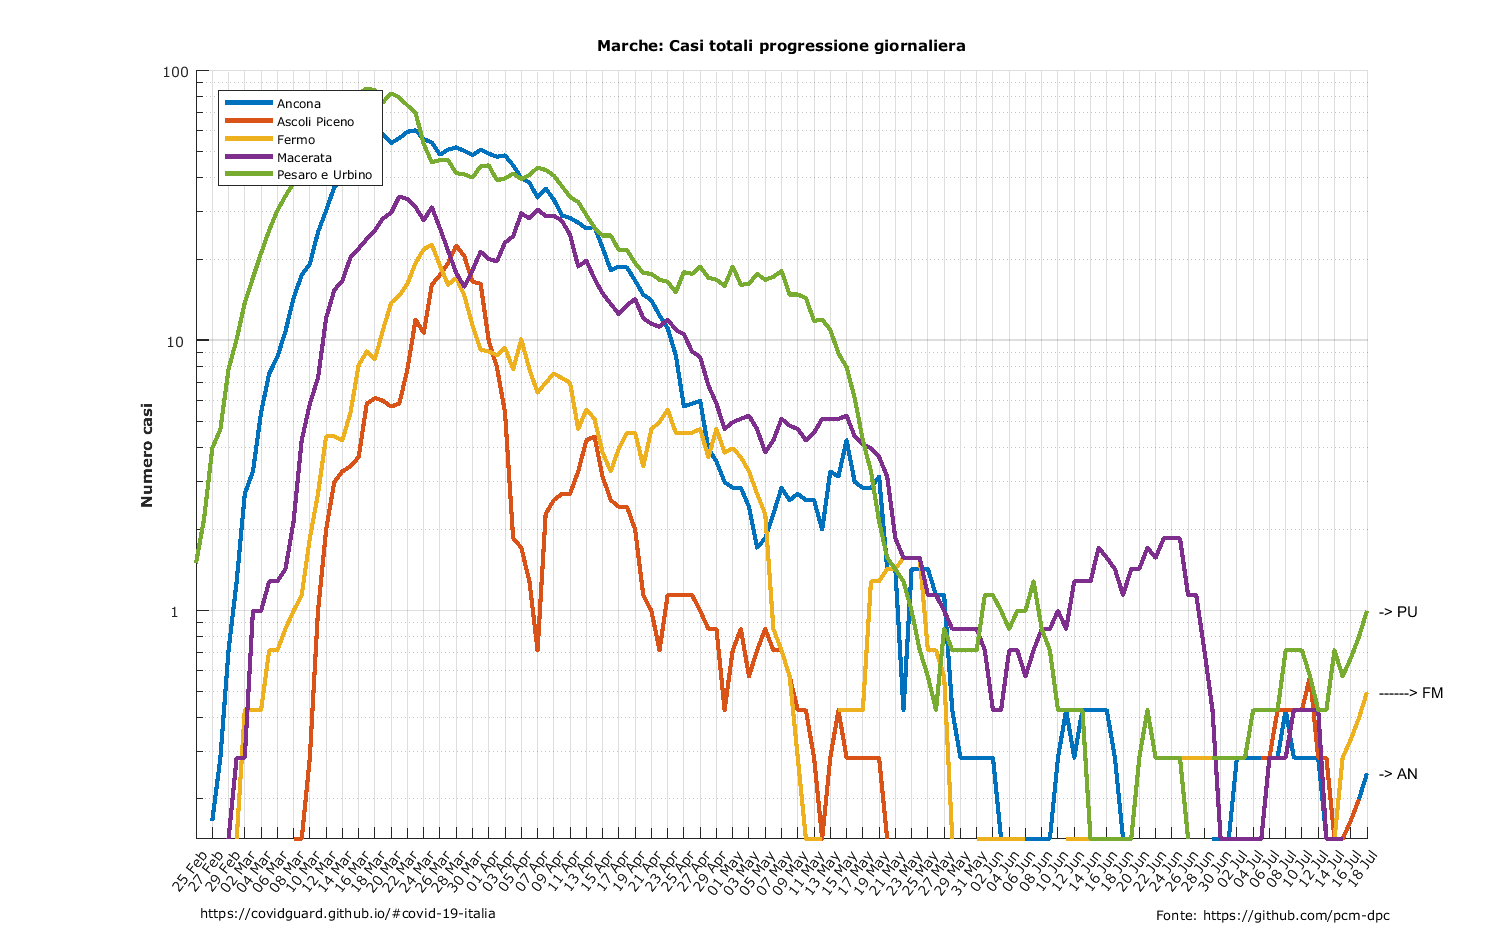 Marche: Casi totali progressione giornaliera
100
10
1
Numero casi
Ancona
Ascoli Piceno
Fermo
Macerata
Pesaro e Urbino
-> PU
------> FM
-> AN
25 Feb
27 Feb
29 Feb
02 Mar
04 Mar
06 Mar
08 Mar
10 Mar
12 Mar
14 Mar
16 Mar
18 Mar
20 Mar
22 Mar
24 Mar
26 Mar
28 Mar
30 Mar
01 Apr
03 Apr
05 Apr
07 Apr
09 Apr
11 Apr
13 Apr
15 Apr
17 Apr
19 Apr
21 Apr
23 Apr
25 Apr
27 Apr
29 Apr
01 May
03 May
05 May
07 May
09 May
11 May
13 May
15 May
17 May
19 May
21 May
23 May
25 May
27 May
29 May
31 May
02 Jun
04 Jun
06 Jun
08 Jun
10 Jun
12 Jun
14 Jun
16 Jun
18 Jun
20 Jun
22 Jun
24 Jun
26 Jun
28 Jun
30 Jun
02 Jul
04 Jul
06 Jul
08 Jul
10 Jul
12 Jul
14 Jul
16 Jul
18 Jul
https://covidguard.github.io/#covid-19-italia
Fonte: https://github.com/pcm-dpc